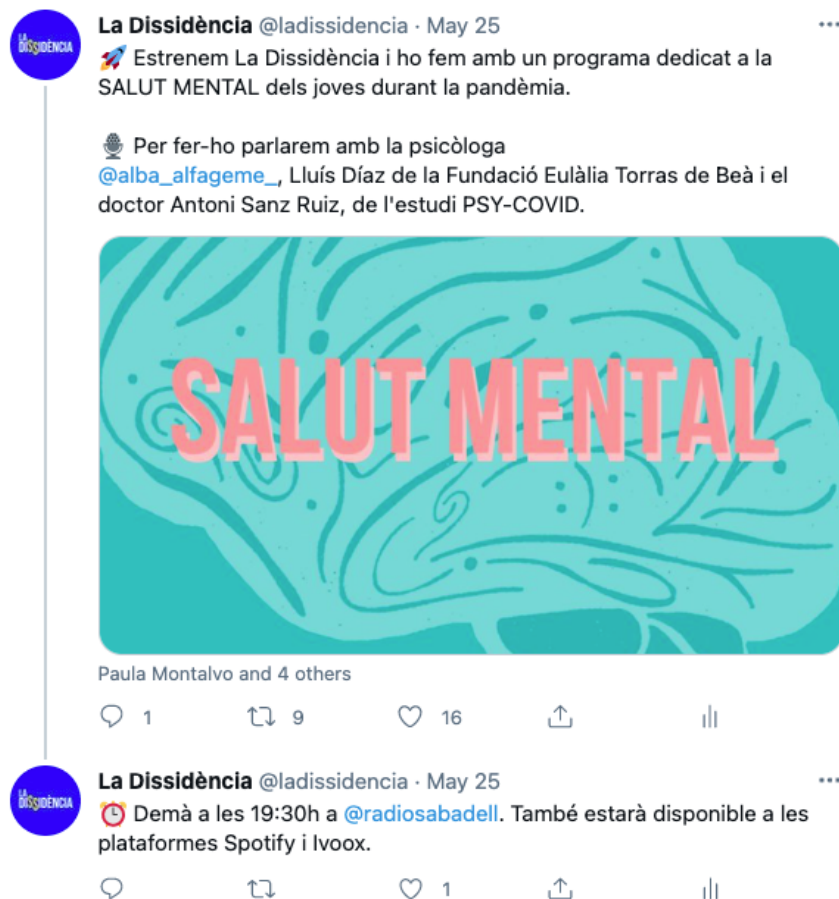 LA DISSIDÈNCIA
La Dissidència @ladissidencia · May 25
🚀 Estrenem La Dissidència i ho fem amb un programa dedicat a la
SALUT MENTAL dels joves durant la pandèmia.
🎙️ Per fer-ho parlarem amb la psicòloga
@alba_alfageme_, Lluís Díaz de la Fundació Eulàlia Torras de Beà i el
doctor Antoni Sanz Ruiz, de l'estudi PSY-COVID.
SALUT MENTAL
Paula Montalvo and 4 others
1 9 16
LA DISSIDÈNCIA
La Dissidència @ladissidencia · May 25
⏰ Demà a les 19:30h a @radiosabadell. També estarà disponible a les
plataformes Spotify i Ivoox.
1